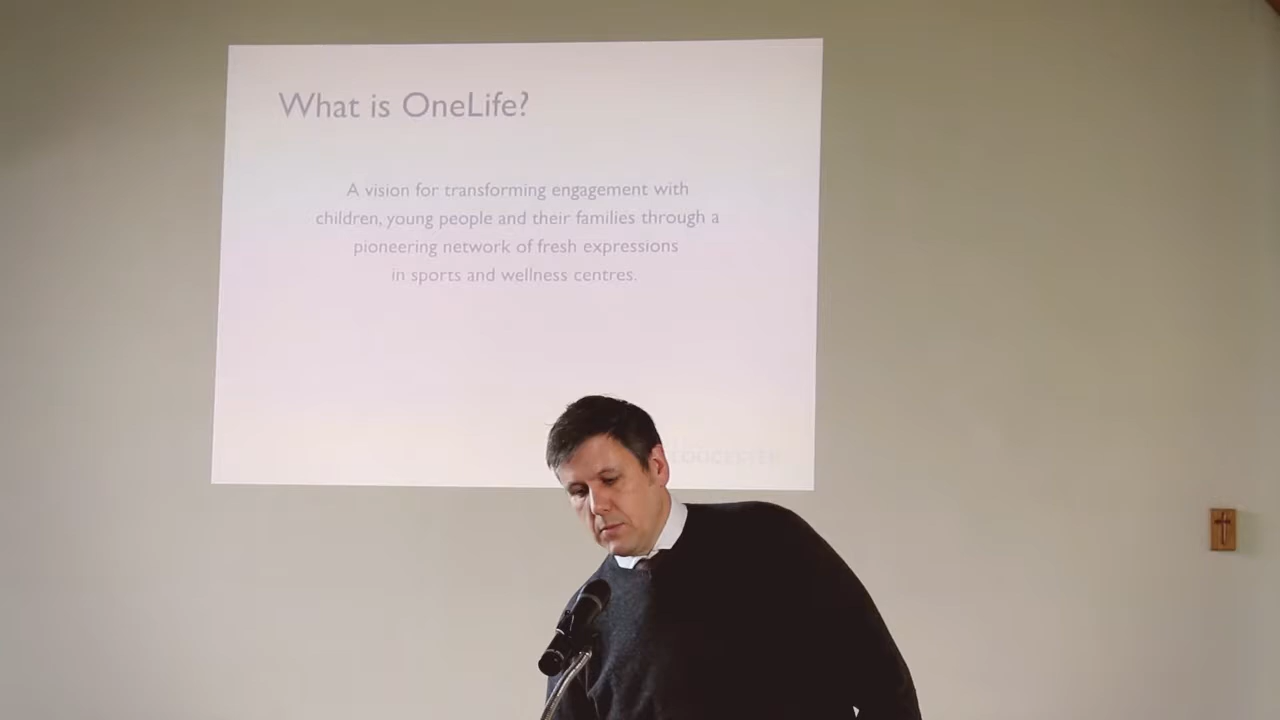 What is OneLife?
A vision for transforming engagement with
children, young people and their families through a
pioneering network of fresh expressions
in sports and wellness centres.